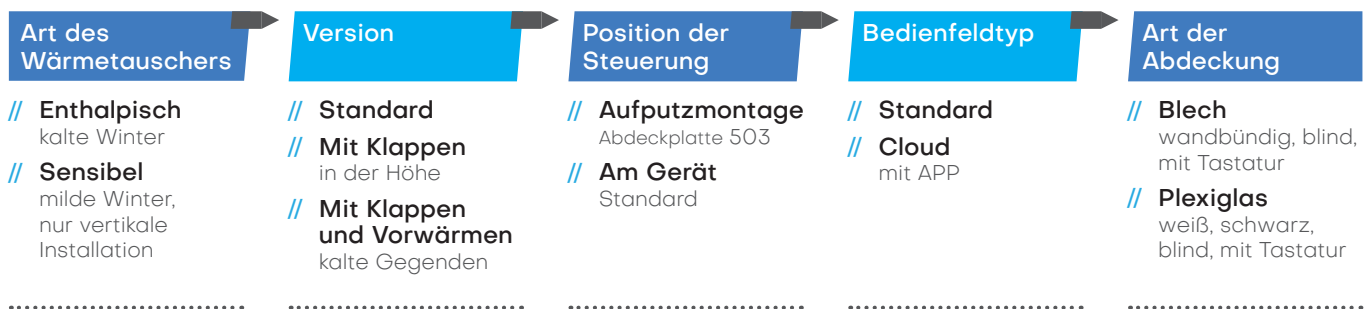 Art des
Wärmetauschers
// Enthalpisch
kalte Winter
// Sensibel
milde Winter,
nur vertikale
Installation
Version
// Standard
// Mit Klappen
in der Höhe
// Mit Klappen
und Vorwärmen
kalte Gegenden
Position der
Steuerung
// Aufputzmontage
Abdeckplatte 503
// Am Gerät
Standard
Bedienfeldtyp
// Standard
// Cloud
mit APP
Art der
Abdeckung
// Blech
wandbündig, blind,
mit Tastatur
// Plexiglas
weiß, schwarz,
blind, mit Tastatur